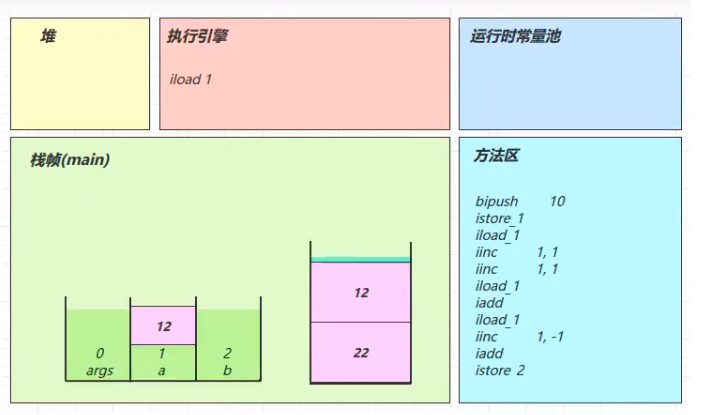 堆
执行引擎
iload 1
运行时常量池
栈帧(main)
12
0 1 2
args a b
12
22
方法区
bipush 10
istore_1
iload_1
iinc 1, 1
iinc 1, 1
iload_1
iadd
iload_1
iinc 1, -1
iadd
istore 2